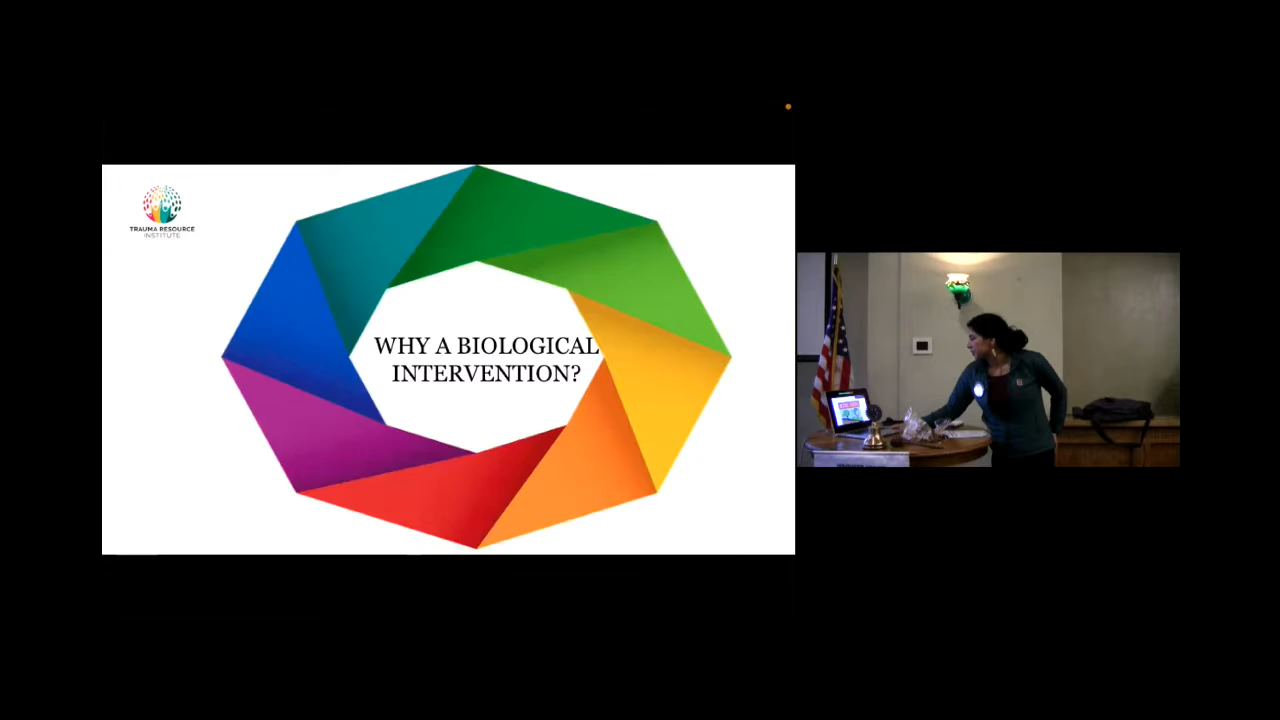 TRAUMA RESOURCE
INSTITUTE
WHY A BIOLOGICAL
INTERVENTION?